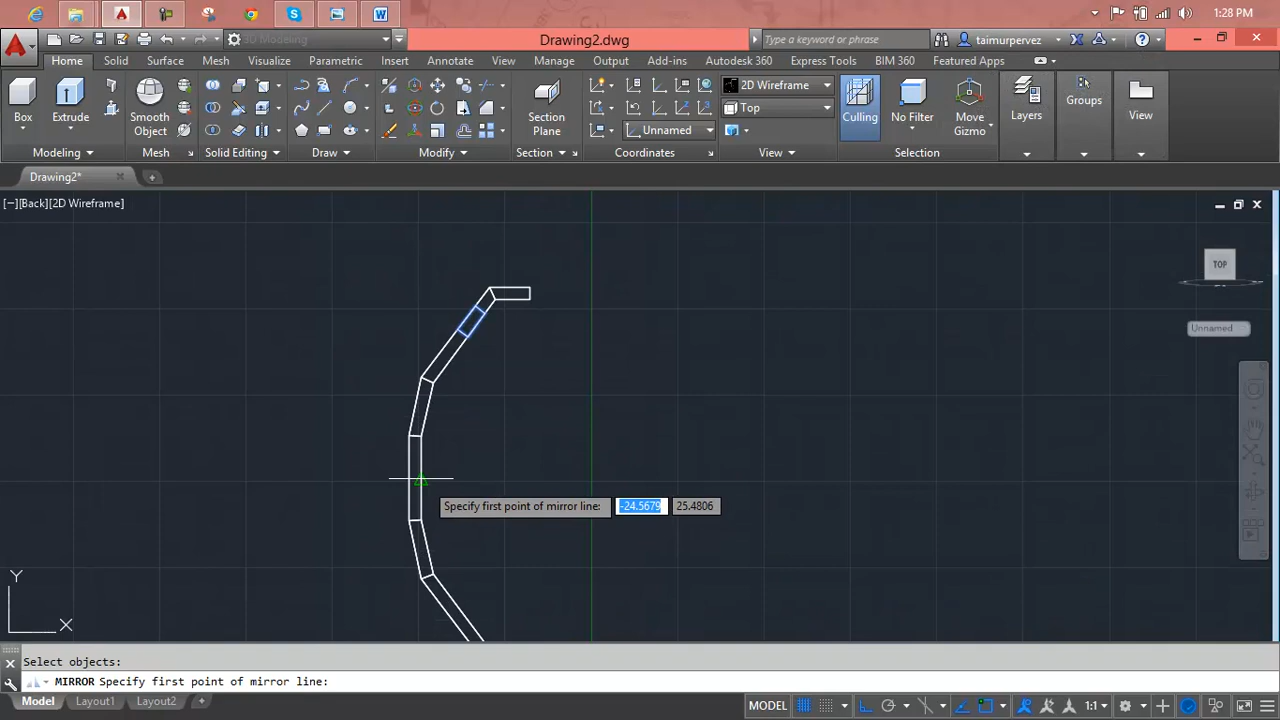 1:28 PM
3D Modeling
Drawing2.dwg
Type a keyword or phrase
taimurpervez
Home Solid Surface Mesh Visualize Parametric Insert Annotate View Manage Output Add-ins Autodesk 360 Express Tools BIM 360 Featured Apps
2D Wireframe
Top
Unnamed
Box Extrude Smooth Object Section Plane Culling No Filter Move Gizmo Layers Groups View
Modeling Mesh Solid Editing Draw Modify Section Coordinates View Selection
Drawing2*
[−][Back][2D Wireframe]
TOP
Unnamed
Specify first point of mirror line: -24.5679 25.4806
Y
X
Select objects:
MIRROR Specify first point of mirror line:
Model Layout1 Layout2 + MODEL 1:1